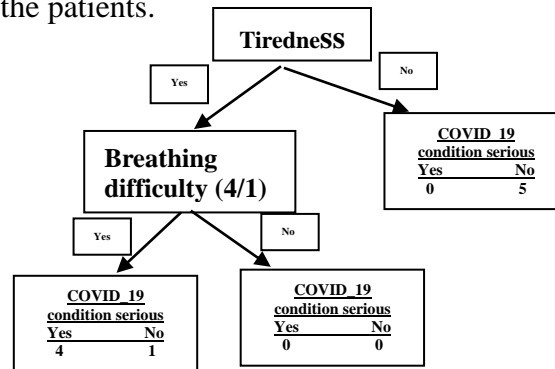 the patients.
TiredneSS
Yes
No
COVID_19
condition serious
Yes No
0 5
Breathing
difficulty (4/1)
Yes
No
COVID_19
condition serious
Yes No
4 1
COVID_19
condition serious
Yes No
0 0